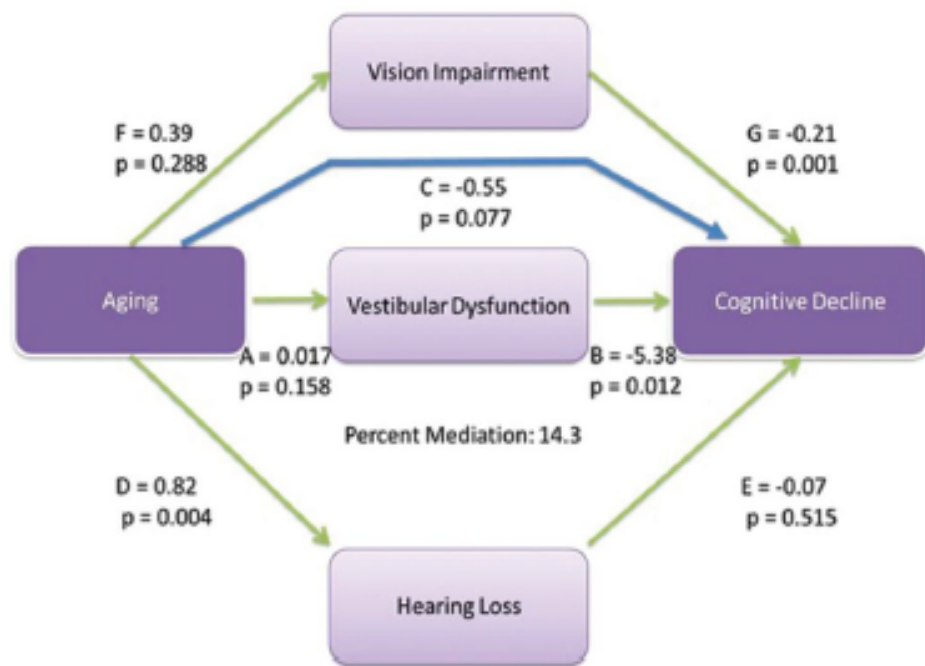 Vision Impairment
F = 0.39
p = 0.288
G = -0.21
p = 0.001
C = -0.55
p = 0.077
Aging
Vestibular Dysfunction
Cognitive Decline
A = 0.017
p = 0.158
B = -5.38
p = 0.012
Percent Mediation: 14.3
D = 0.82
p = 0.004
E = -0.07
p = 0.515
Hearing Loss